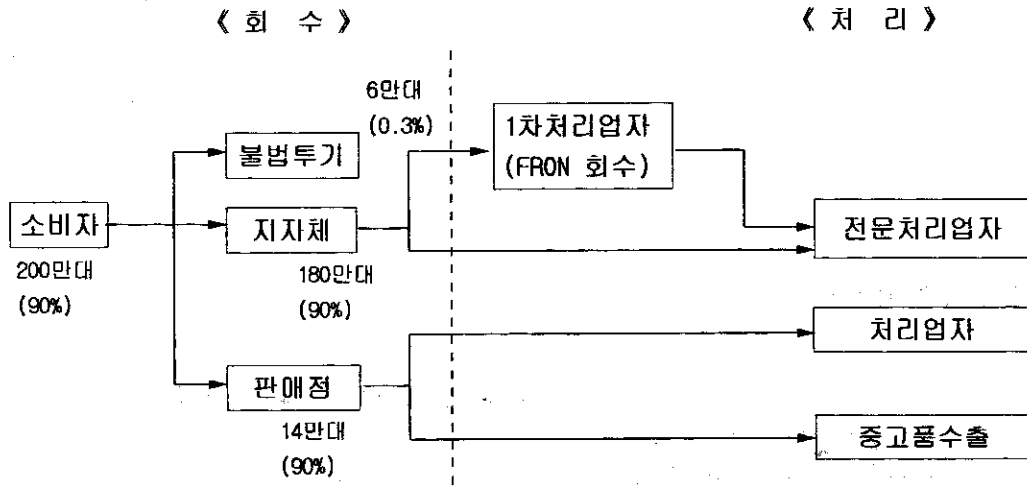 《 회 수 》
《 처 리 》
6만대
(0.3%)
1차처리업자
(FRON 회수)
불법투기
소비자
지자체
전문처리업자
200만대
(90%)
180만대
(90%)
처리업자
판애점
14만대
(90%)
중고품수출